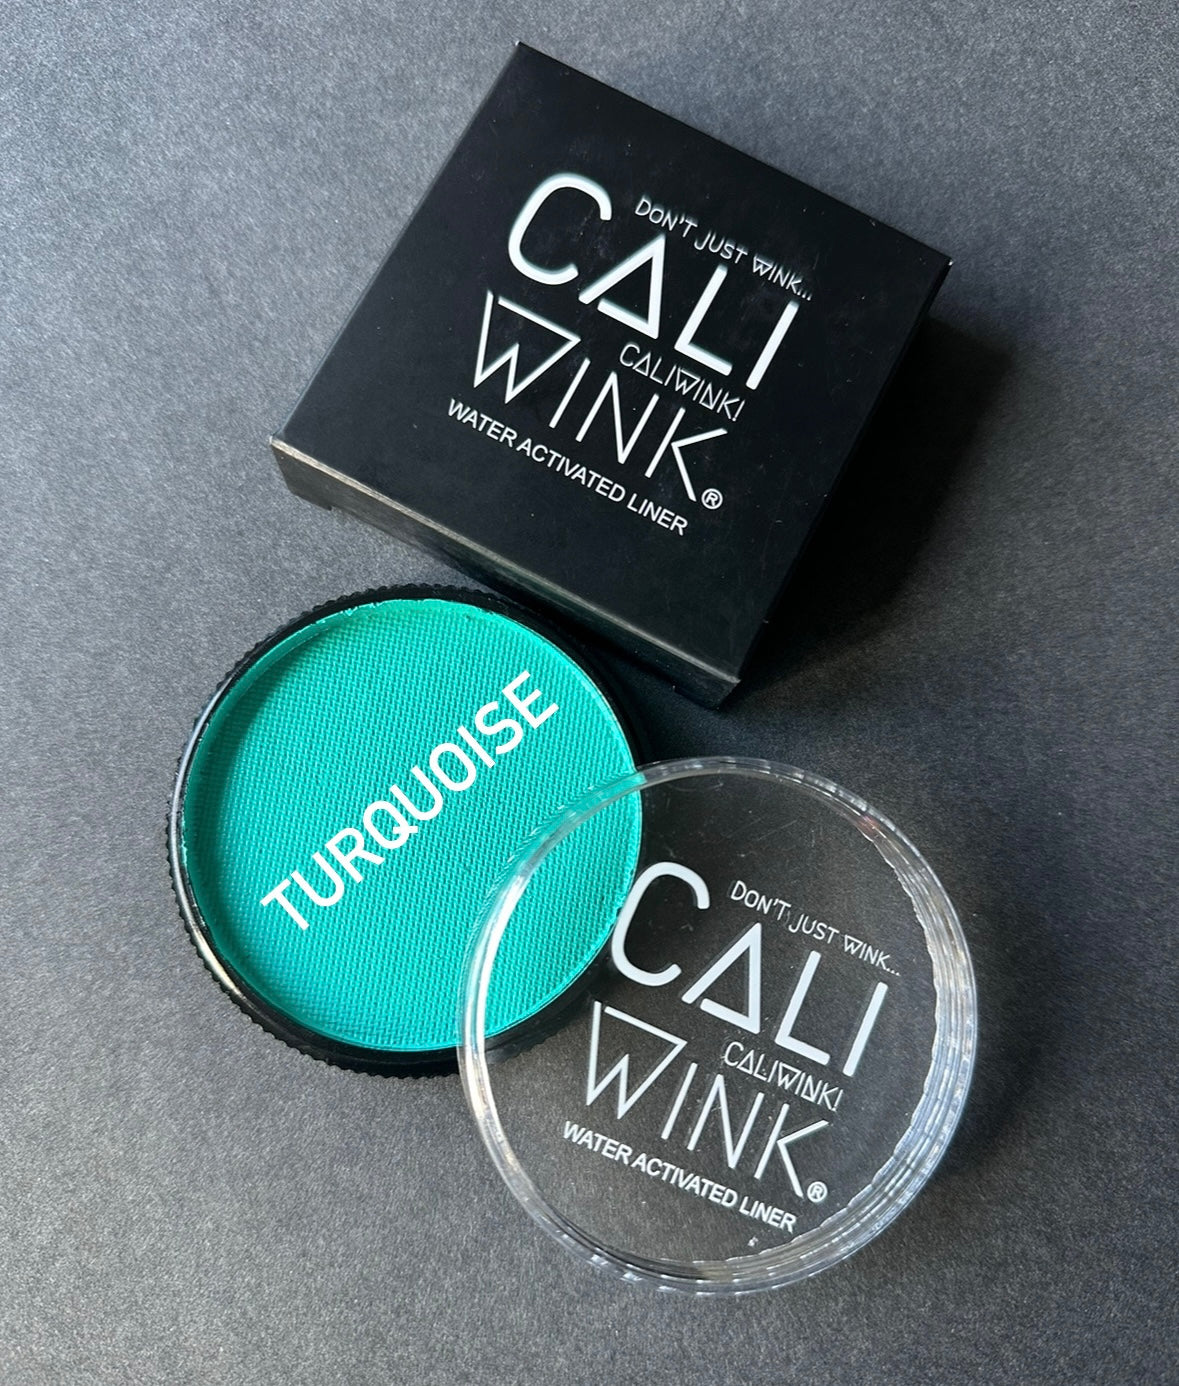 DON'T JUST WINK...
CALI
CALIWINK!
WINK®
WATER ACTIVATED LINER
TURQUOISE
DON'T JUST WINK...
CALI
CALIWINK!
WINK®
WATER ACTIVATED LINER